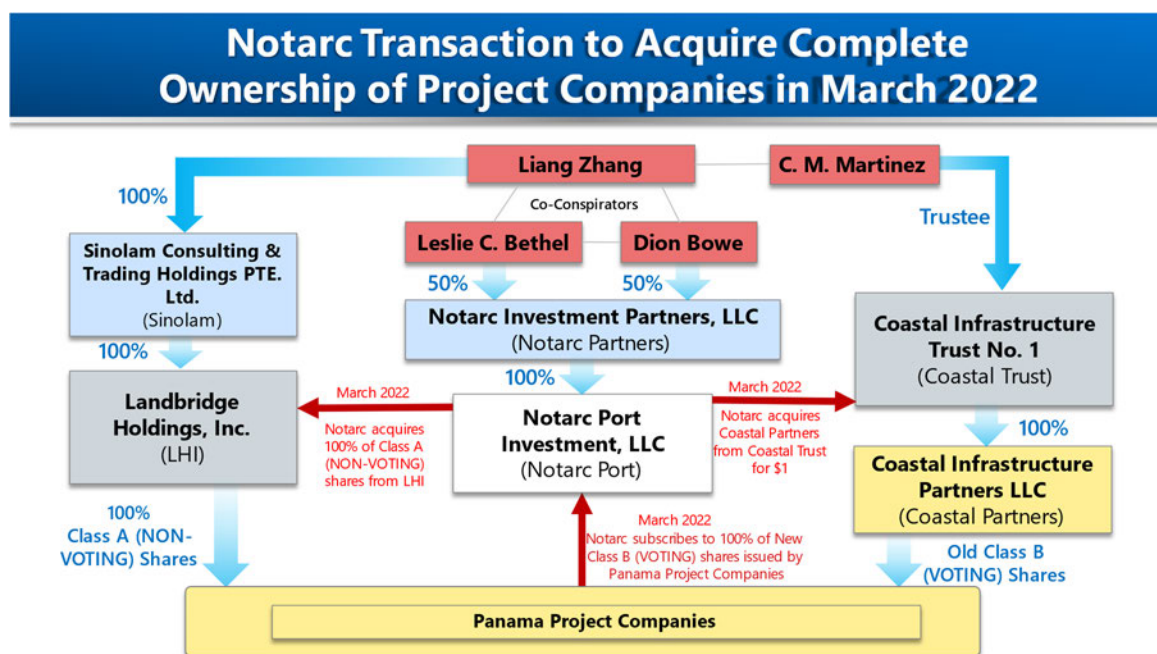 Notarc Transaction to Acquire Complete
Ownership of Project Companies in March 2022
Liang Zhang
C. M. Martinez
100%
Co-Conspirators
Trustee
Leslie C. Bethel
Dion Bowe
Sinolam Consulting &
Trading Holdings PTE.
Ltd.
(Sinolam)
50%
50%
Notarc Investment Partners, LLC
(Notarc Partners)
Coastal Infrastructure
Trust No. 1
(Coastal Trust)
100%
100%
Landbridge
Holdings, Inc.
(LHI)
March 2022
Notarc acquires
100% of Class A
(NON-VOTING)
shares from LHI
Notarc Port
Investment, LLC
(Notarc Port)
March 2022
Notarc acquires
Coastal Partners
from Coastal Trust
for $1
100%
Coastal Infrastructure
Partners LLC
(Coastal Partners)
100%
Class A (NON-
VOTING) Shares
March 2022
Notarc subscribes to 100% of New
Class B (VOTING) shares issued by
Panama Project Companies
Old Class B
(VOTING) Shares
Panama Project Companies